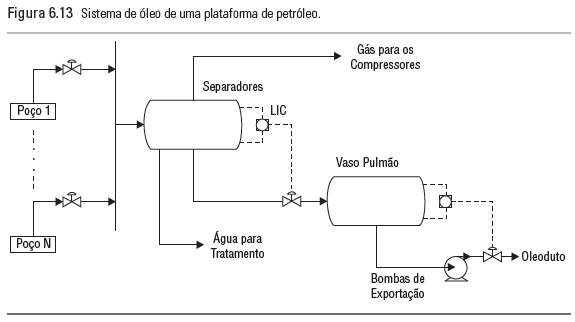 Figura 6.13 Sistema de óleo de uma plataforma de petróleo.
Gás para os
Compressores
Separadores
Poço 1
LIC
Vaso Pulmão
Poço N
Água para
Tratamento
Oleoduto
Bombas de
Exportação